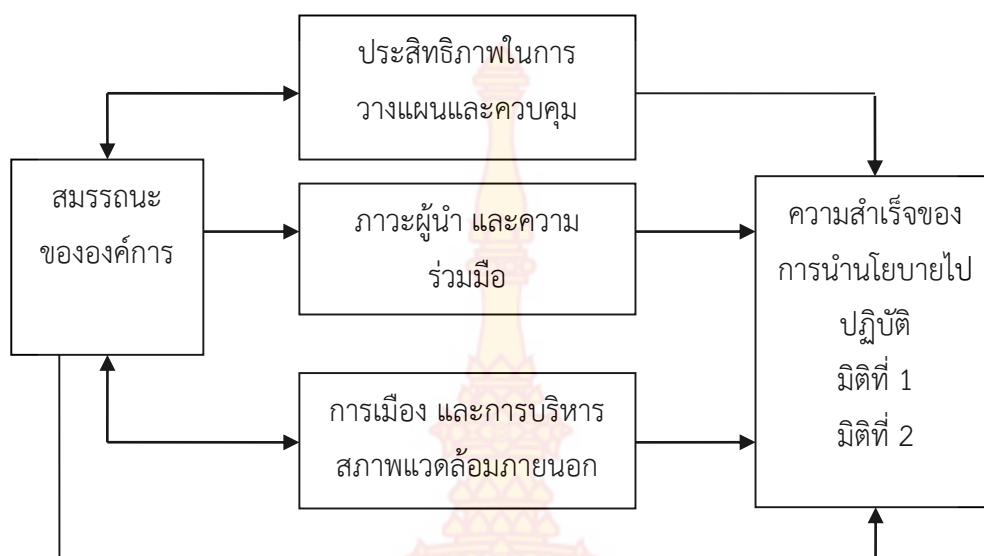 ประสิทธิภาพในการ
วางแผนและควบคุม
สมรรถนะ
ขององค์การ
ภาวะผู้นำ และความ
ร่วมมือ
การเมือง และการบริหาร
สภาพแวดล้อมภายนอก
ความสำเร็จของ
การนำนโยบายไป
ปฏิบัติ
มิติที่ 1
มิติที่ 2